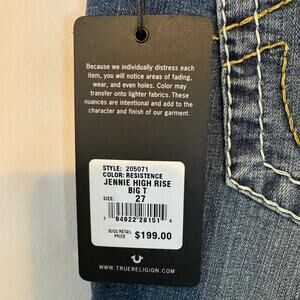 Because we individually distress each
item, you will notice areas of fading,
wear, and even holes. Color may
transfer onto lighter fabrics. These
nuances are intentional and add to the
character and finish of our garment.
STYLE: 205071
COLOR: RESISTENCE
JENNIE HIGH RISE
BIG T
SIZE:
27
1 94922 28151 4
SUGG RETAIL
PRICE
$199.00
WWW.TRUERELIGION.COM